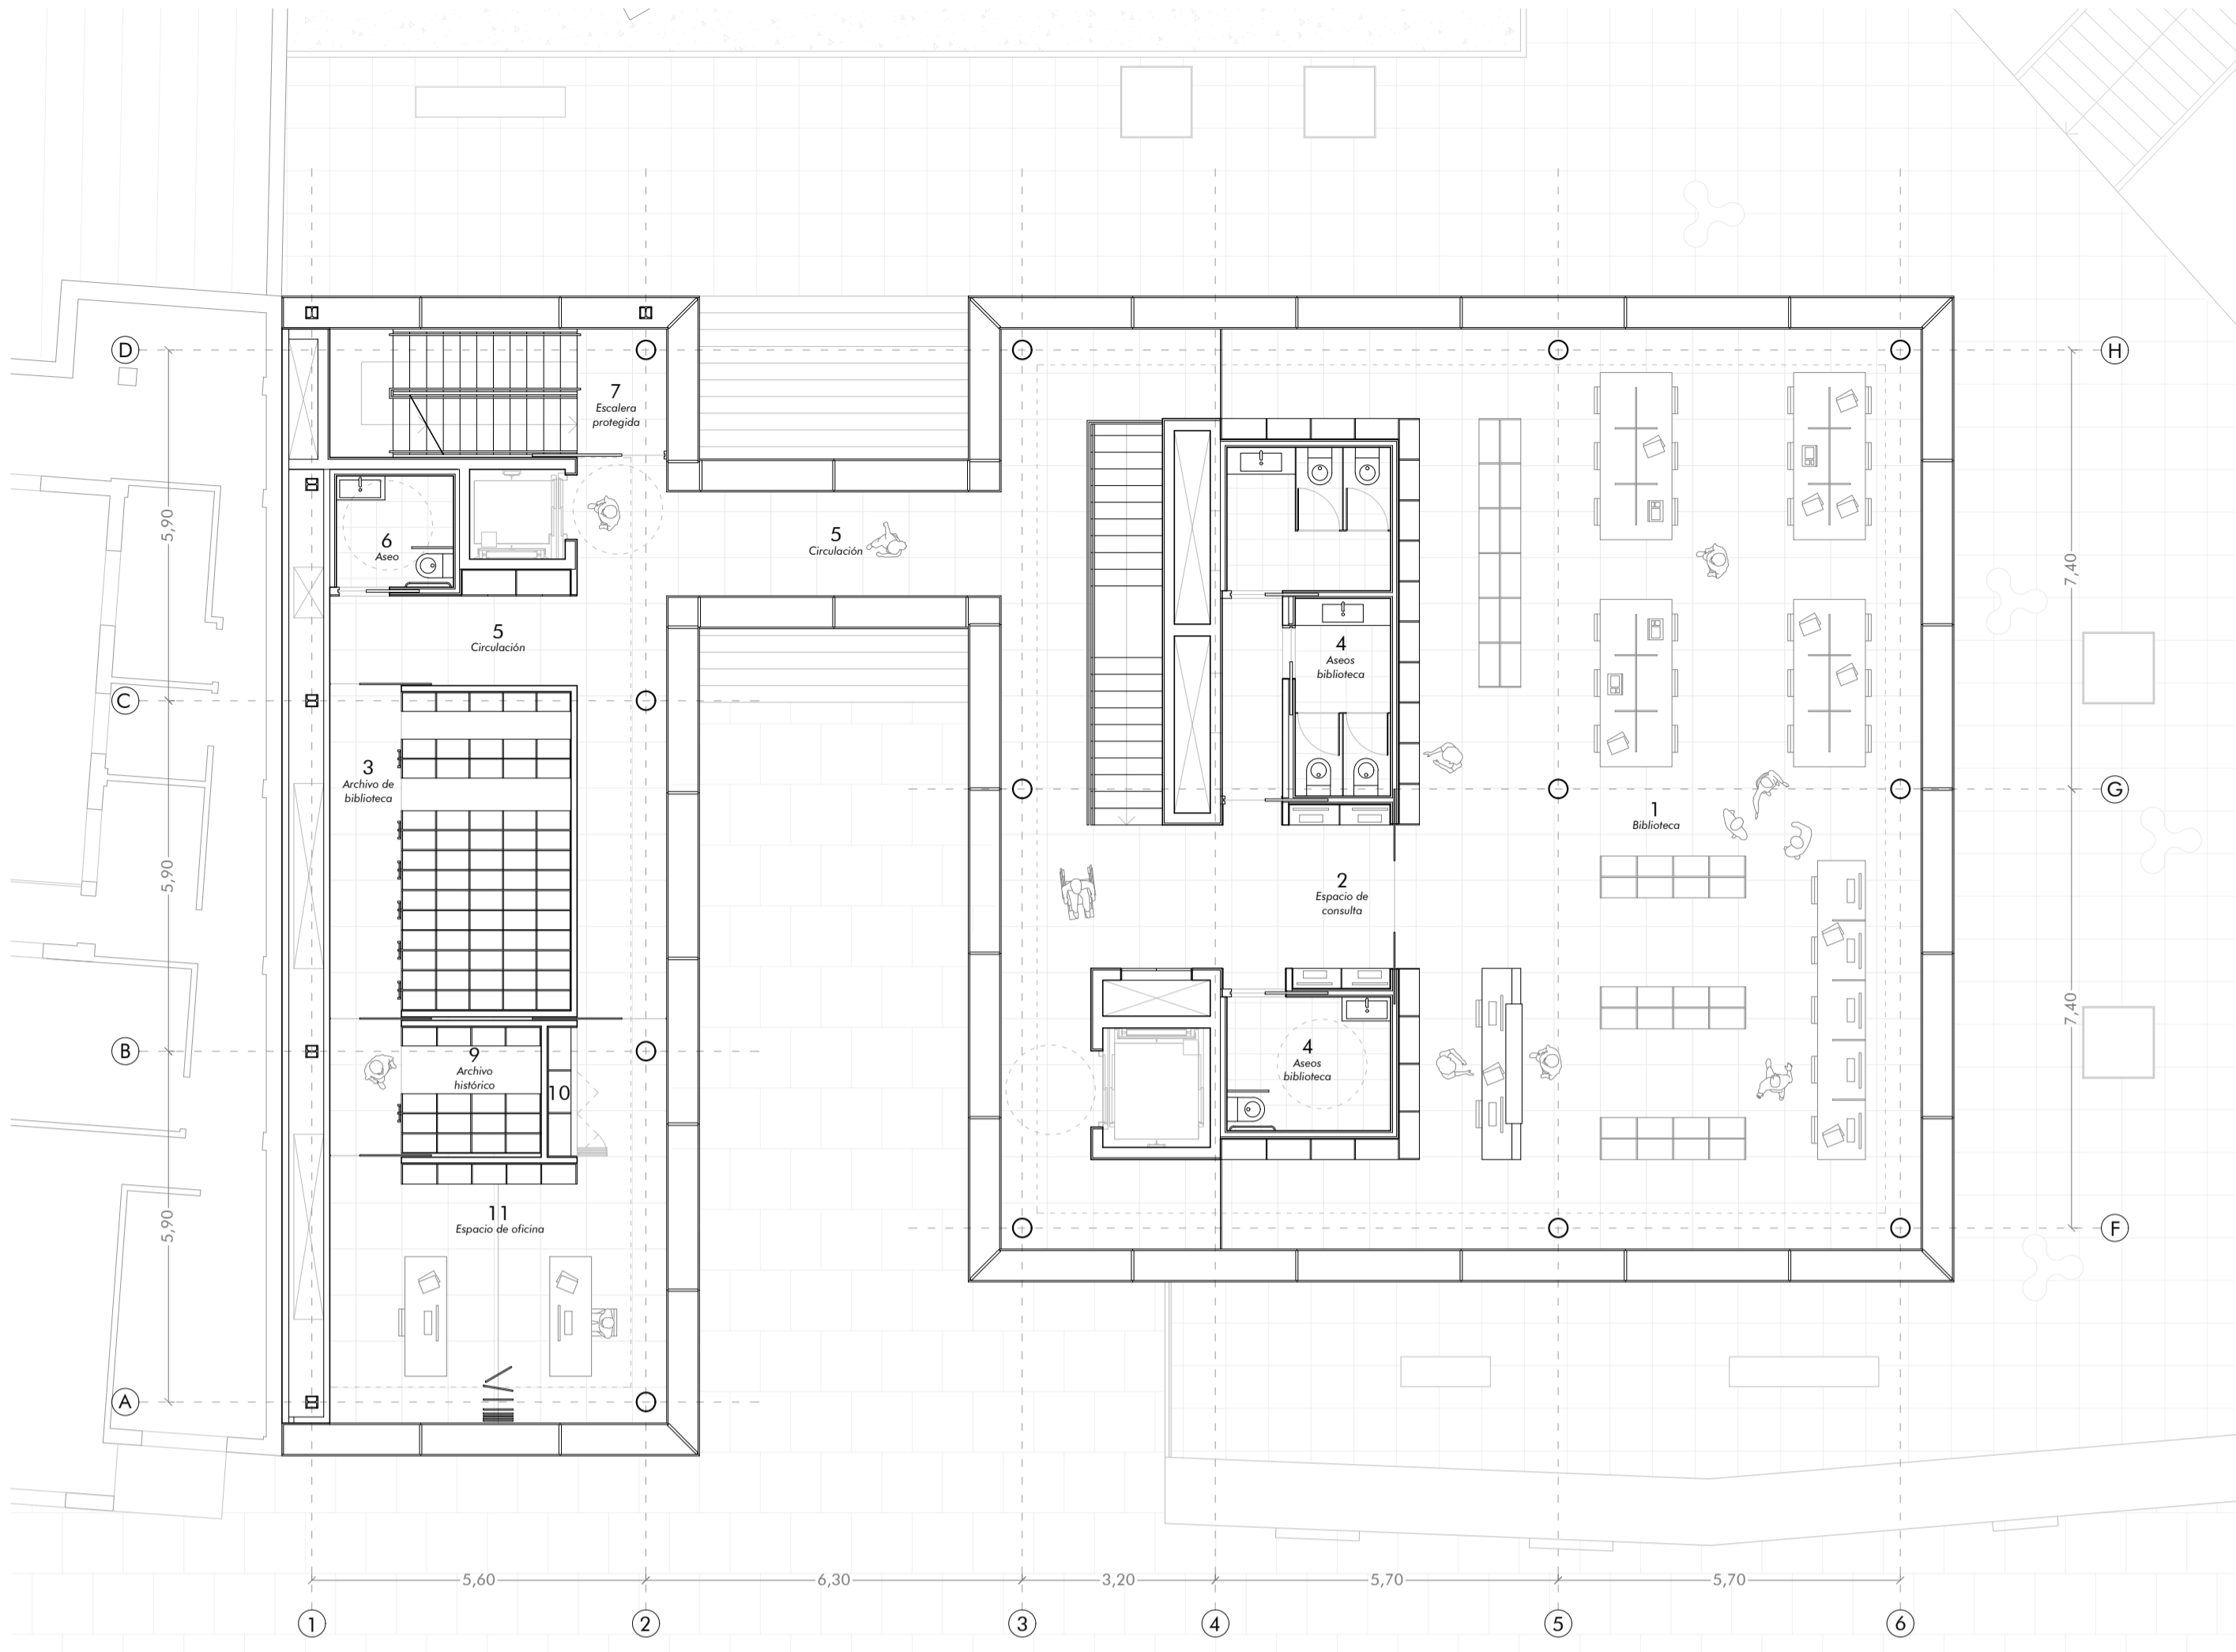 D
H
7
Escalera
protegida
5,90
6
Aseo
5
Circulación
7,40
5
Circulación
4
Aseos
biblioteca
C
3
Archivo de
biblioteca
G
1
Biblioteca
5,90
2
Espacio de
consulta
7,40
B
9
Archivo
histórico
10
4
Aseos
biblioteca
5,90
11
Espacio de oficina
F
A
5,60
6,30
3,20
5,70
5,70
1
2
3
4
5
6